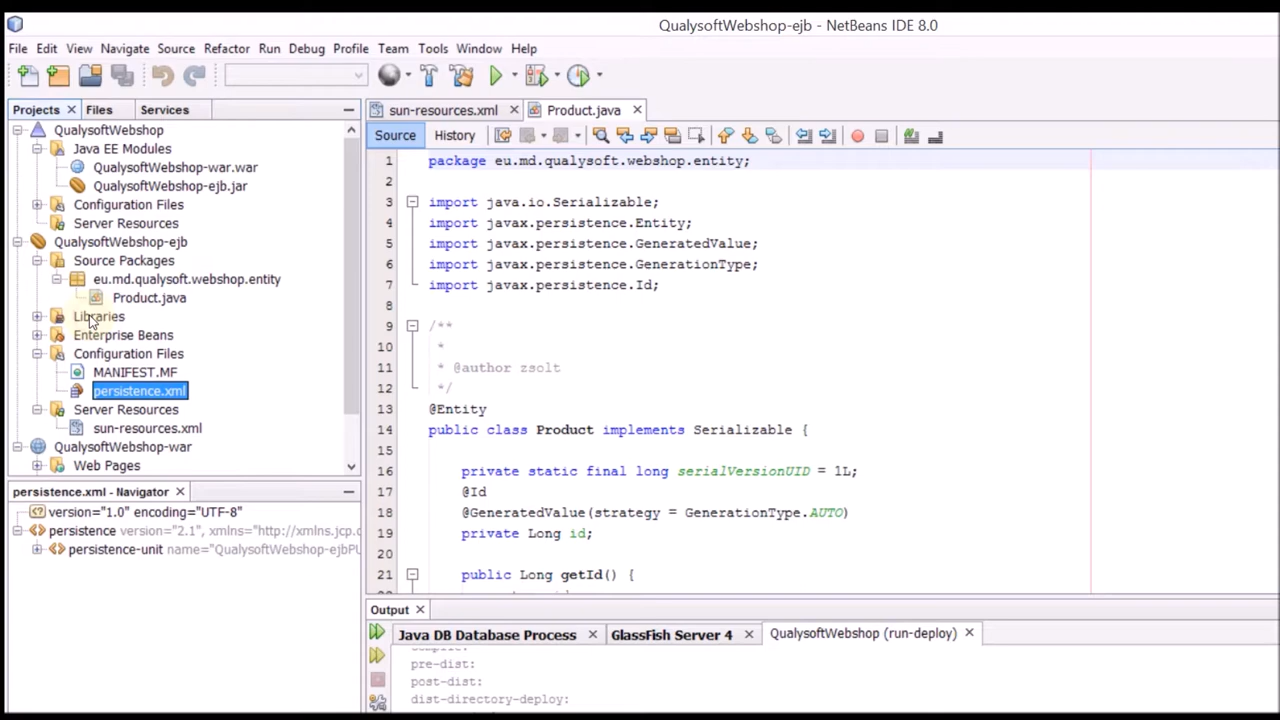 QualysoftWebshop-ejb - NetBeans IDE 8.0
File Edit View Navigate Source Refactor Run Debug Profile Team Tools Window Help
Projects Files Services
QualysoftWebshop
Java EE Modules
QualysoftWebshop-war.war
QualysoftWebshop-ejb.jar
Configuration Files
Server Resources
QualysoftWebshop-ejb
Source Packages
eu.md.qualysoft.webshop.entity
Product.java
Libraries
Enterprise Beans
Configuration Files
MANIFEST.MF
persistence.xml
Server Resources
sun-resources.xml
QualysoftWebshop-war
Web Pages
persistence.xml - Navigator
version="1.0" encoding="UTF-8"
persistence version="2.1", xmlns="http://xmlns.jcp.o
persistence-unit name="QualysoftWebshop-ejbPU
sun-resources.xml Product.java
Source History
1 package eu.md.qualysoft.webshop.entity;
2
3 import java.io.Serializable;
4 import javax.persistence.Entity;
5 import javax.persistence.GeneratedValue;
6 import javax.persistence.GenerationType;
7 import javax.persistence.Id;
8
9 /**
10 *
11 * @author zsolt
12 */
13 @Entity
14 public class Product implements Serializable {
15
16 private static final long serialVersionUID = 1L;
17 @Id
18 @GeneratedValue(strategy = GenerationType.AUTO)
19 private Long id;
20
21 public Long getId() {
Output
Java DB Database Process GlassFish Server 4 QualysoftWebshop (run-deploy)
pre-dist:
post-dist:
dist-directory-deploy: